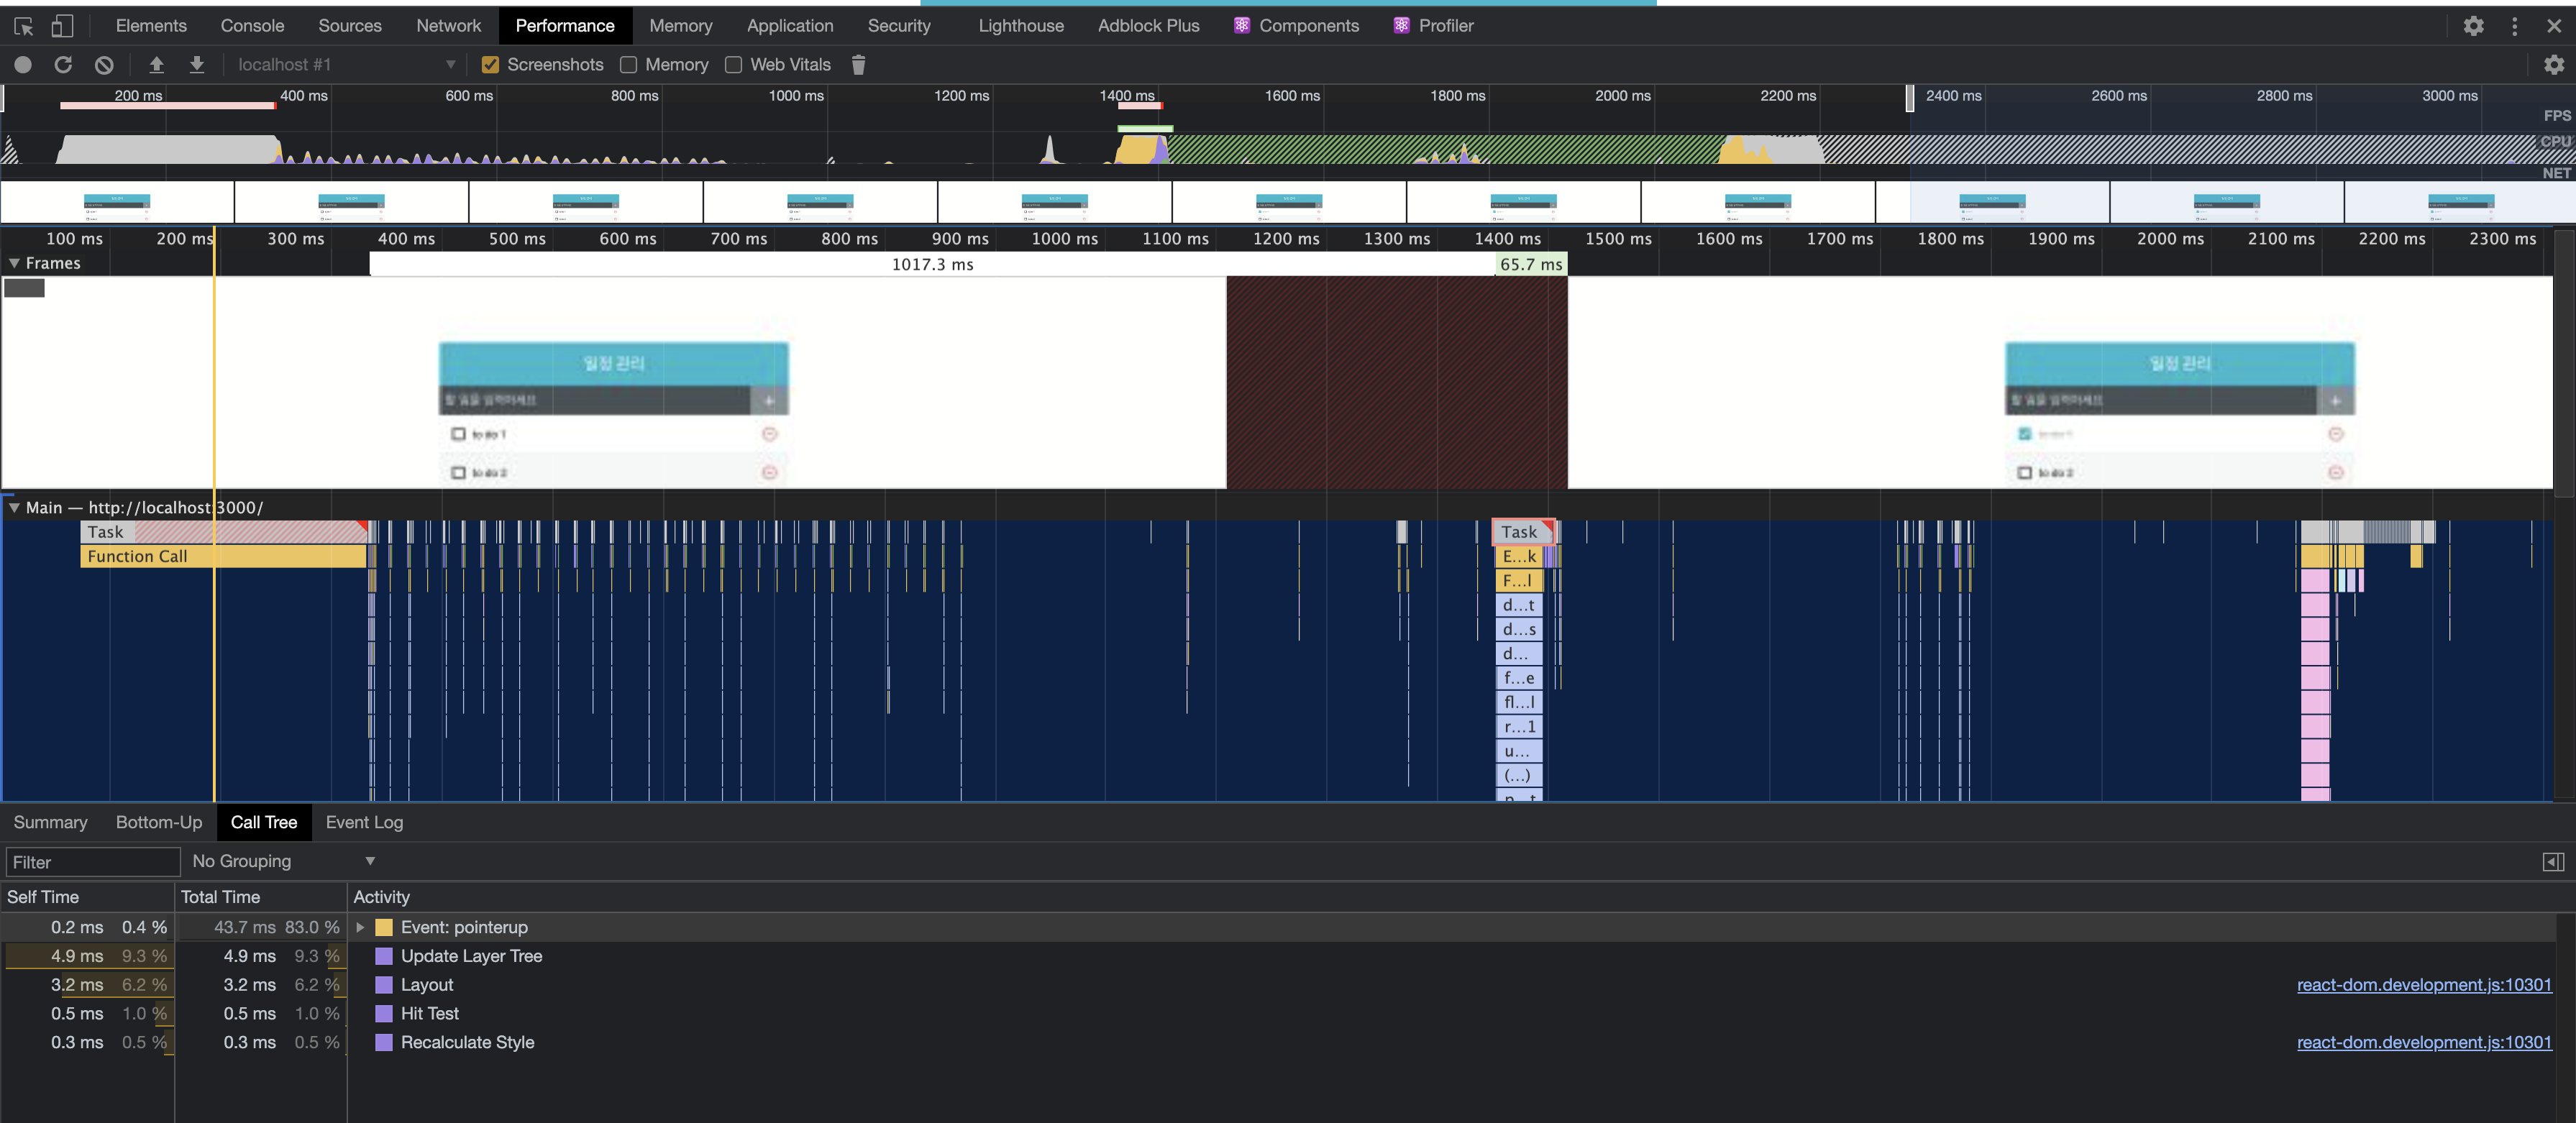 Elements Console Sources Network Performance Memory Application Security Lighthouse Adblock Plus Components Profiler
localhost #1 Screenshots Memory Web Vitals
200 ms 400 ms 600 ms 800 ms 1000 ms 1200 ms 1400 ms 1600 ms 1800 ms 2000 ms 2200 ms 2400 ms 2600 ms 2800 ms 3000 ms
FPS
CPU
NET
100 ms 200 ms 300 ms 400 ms 500 ms 600 ms 700 ms 800 ms 900 ms 1000 ms 1100 ms 1200 ms 1300 ms 1400 ms 1500 ms 1600 ms 1700 ms 1800 ms 1900 ms 2000 ms 2100 ms 2200 ms 2300 ms
Frames 1017.3 ms 65.7 ms
일정 관리 일정 관리
할 일을 입력하세요 + 할 일을 입력하세요 +
to do 1
to do 2 to do 2
Main — http://localhost:3000/
Task Task
Function Call E...k
F...l
d...t
d...s
d...
f...e
fl...l
r...1
u...
(...)
Summary Bottom-Up Call Tree Event Log
Filter No Grouping
Self Time Total Time Activity
0.2 ms 0.4 % 43.7 ms 83.0 % Event: pointerup
4.9 ms 9.3 % 4.9 ms 9.3 % Update Layer Tree
3.2 ms 6.2 % 3.2 ms 6.2 % Layout react-dom.development.js:10301
0.5 ms 1.0 % 0.5 ms 1.0 % Hit Test
0.3 ms 0.5 % 0.3 ms 0.5 % Recalculate Style react-dom.development.js:10301